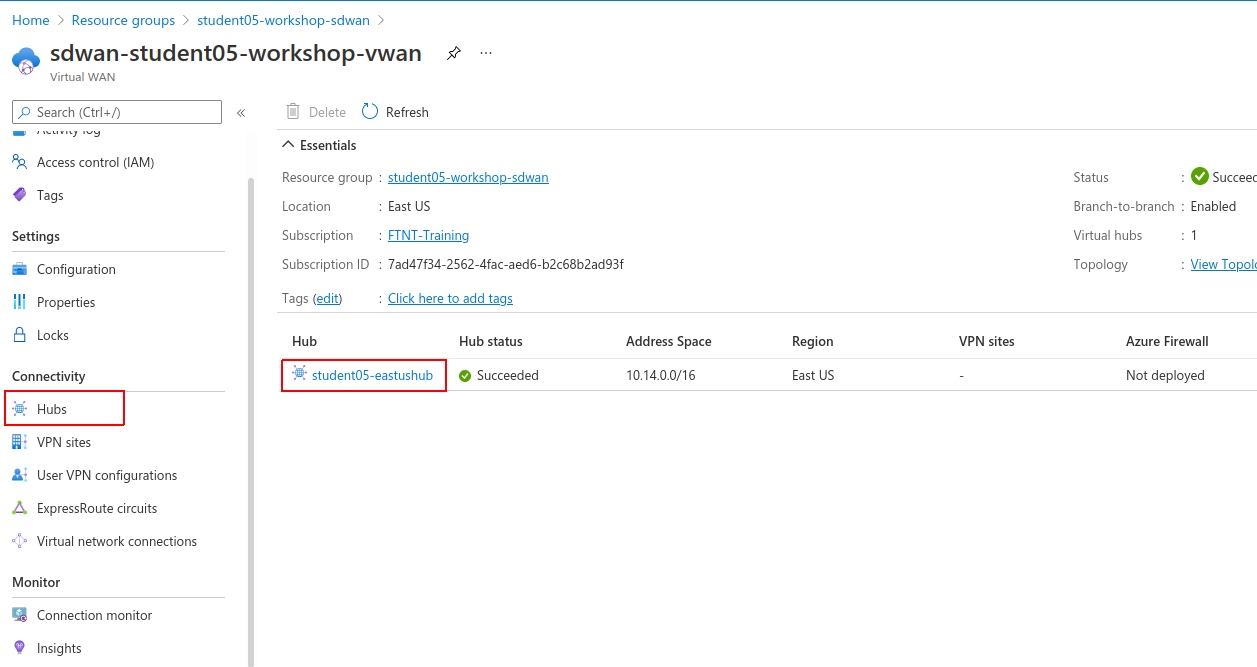 Home > Resource groups > student05-workshop-sdwan >
sdwan-student05-workshop-vwan ...
Virtual WAN
Search (Ctrl+/) «
Activity log
Access control (IAM)
Tags
Settings
Configuration
Properties
Locks
Connectivity
Hubs
VPN sites
User VPN configurations
ExpressRoute circuits
Virtual network connections
Monitor
Connection monitor
Insights
Delete Refresh
Essentials
Resource group : student05-workshop-sdwan
Location : East US
Subscription : FTNT-Training
Subscription ID : 7ad47f34-2562-4fac-aed6-b2c68b2ad93f
Tags (edit) : Click here to add tags
Status : Succeed
Branch-to-branch : Enabled
Virtual hubs : 1
Topology : View Topolo
Hub Hub status Address Space Region VPN sites Azure Firewall
student05-eastushub Succeeded 10.14.0.0/16 East US - Not deployed